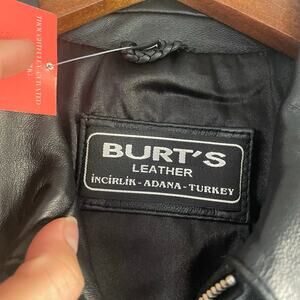 BURT'S
LEATHER
İNCİRLİK - ADANA - TURKEY